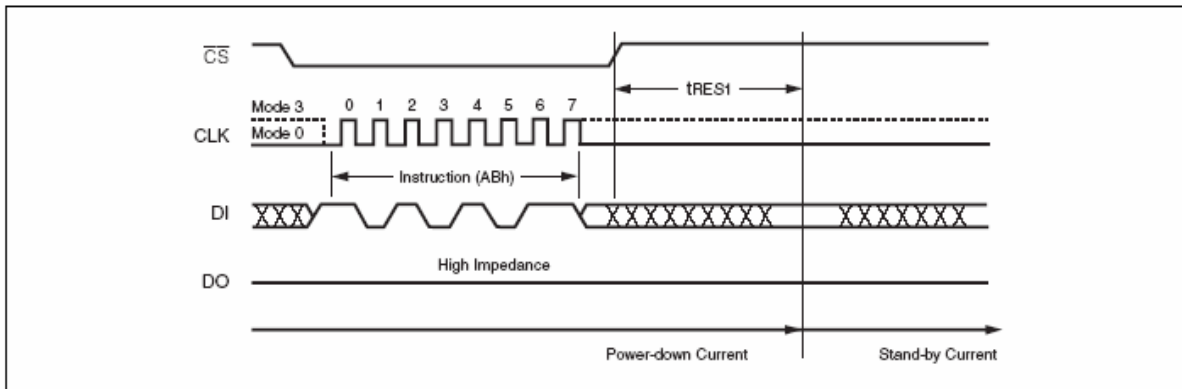 CS
tRES1
Mode 3 0 1 2 3 4 5 6 7
CLK
Mode 0
Instruction (ABh)
DI
High Impedance
DO
Power-down Current Stand-by Current